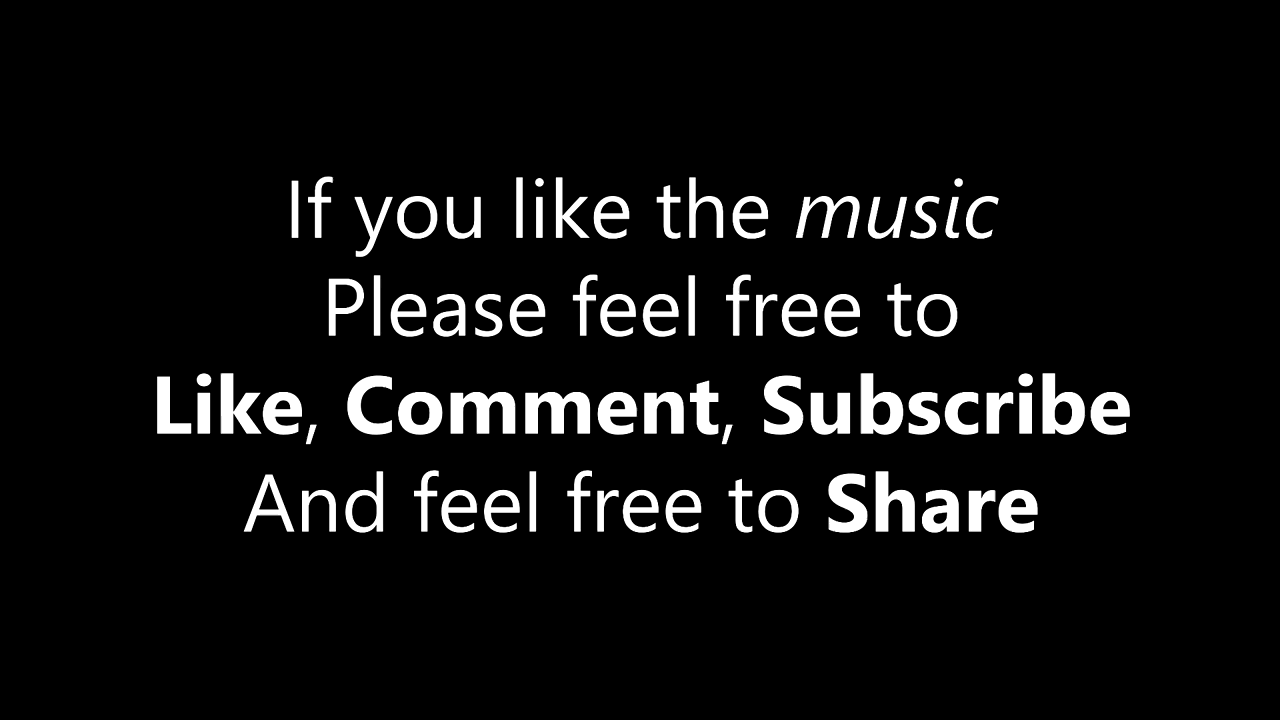 If you like the music
Please feel free to
Like, Comment, Subscribe
And feel free to Share